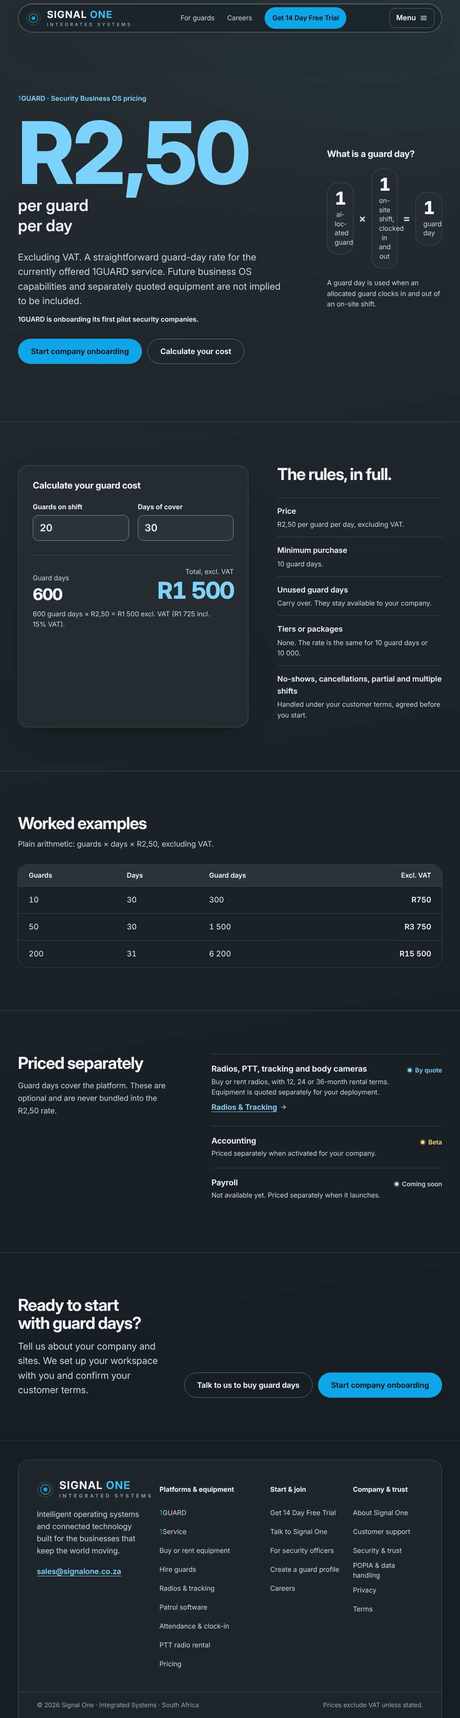 SIGNAL ONE
INTEGRATED SYSTEMS
For guards
Careers
Get 14 Day Free Trial
Menu
1GUARD · Security Business OS pricing
R2,50
per guard
per day
Excluding VAT. A straightforward guard-day rate for the
currently offered 1GUARD service. Future business OS
capabilities and separately quoted equipment are not implied
to be included.
1GUARD is onboarding its first pilot security companies.
Start company onboarding
Calculate your cost
What is a guard day?
1
al-
loc-
ated
guard
×
1
on-
site
shift,
clocked
in
and
out
=
1
guard
day
A guard day is used when an
allocated guard clocks in and out of
an on-site shift.
Calculate your guard cost
Guards on shift
Days of cover
20
30
Guard days
600
Total, excl. VAT
R1 500
600 guard days × R2,50 = R1 500 excl. VAT (R1 725 incl.
15% VAT).
The rules, in full.
Price
R2,50 per guard per day, excluding VAT.
Minimum purchase
10 guard days.
Unused guard days
Carry over. They stay available to your company.
Tiers or packages
None. The rate is the same for 10 guard days or
10 000.
No-shows, cancellations, partial and multiple
shifts
Handled under your customer terms, agreed before
you start.
Worked examples
Plain arithmetic: guards × days × R2,50, excluding VAT.
Guards Days Guard days Excl. VAT
10 30 300 R750
50 30 1 500 R3 750
200 31 6 200 R15 500
Priced separately
Guard days cover the platform. These are
optional and are never bundled into the
R2,50 rate.
Radios, PTT, tracking and body cameras
By quote
Buy or rent radios, with 12, 24 or 36-month rental terms.
Equipment is quoted separately for your deployment.
Radios & Tracking →
Accounting
Beta
Priced separately when activated for your company.
Payroll
Coming soon
Not available yet. Priced separately when it launches.
Ready to start
with guard days?
Tell us about your company and
sites. We set up your workspace
with you and confirm your
customer terms.
Talk to us to buy guard days
Start company onboarding
SIGNAL ONE
INTEGRATED SYSTEMS
Intelligent operating systems
and connected technology
built for the businesses that
keep the world moving.
sales@signalone.co.za
Platforms & equipment
1GUARD
1Service
Buy or rent equipment
Hire guards
Radios & tracking
Patrol software
Attendance & clock-in
PTT radio rental
Pricing
Start & join
Get 14 Day Free Trial
Talk to Signal One
For security officers
Create a guard profile
Careers
Company & trust
About Signal One
Customer support
Security & trust
POPIA & data
handling
Privacy
Terms
© 2026 Signal One · Integrated Systems · South Africa
Prices exclude VAT unless stated.